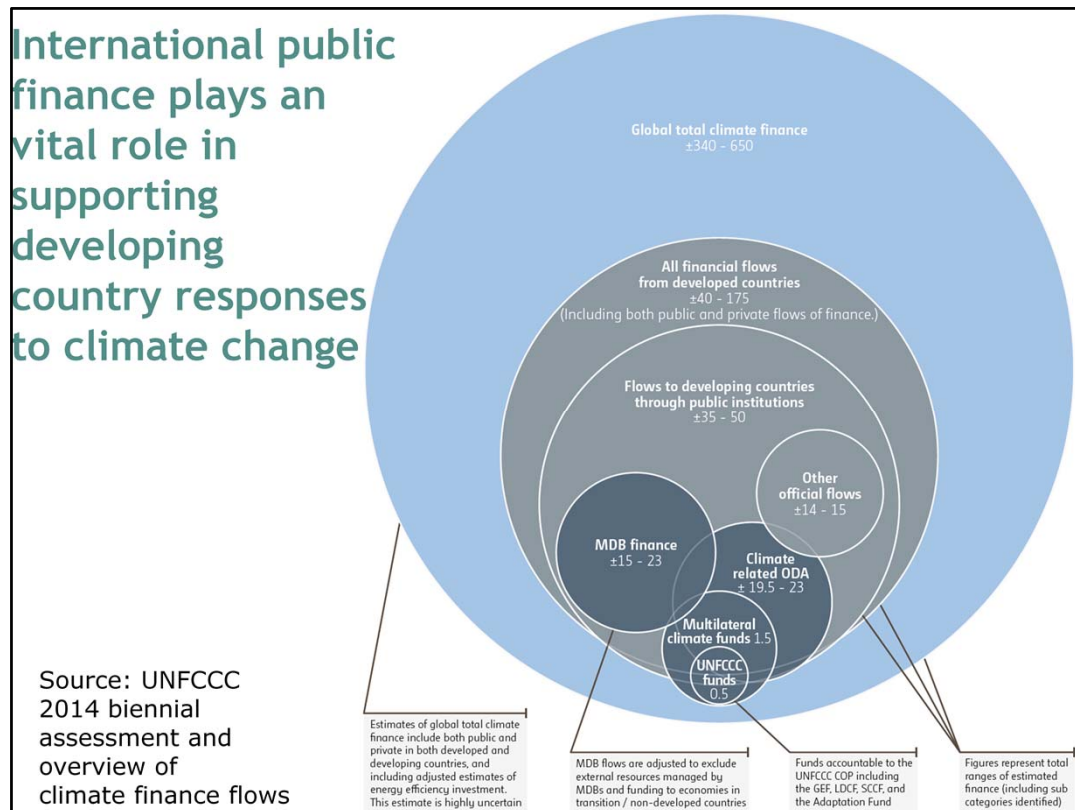 International public
finance plays an
vital role in
supporting
developing
country responses
to climate change
Global total climate finance
±340 - 650
All financial flows
from developed countries
±40 - 175
(Including both public and private flows of finance.)
Flows to developing countries
through public institutions
±35 - 50
Other
official flows
±14 - 15
MDB finance
±15 - 23
Climate
related ODA
± 19.5 - 23
Multilateral
climate funds 1.5
UNFCCC
funds
0.5
Source: UNFCCC
2014 biennial
assessment and
overview of
climate finance flows
Estimates of global total climate
finance include both public and
private in both developed and
developing countries, and
including adjusted estimates of
energy efficiency investment.
This estimate is highly uncertain
MDB flows are adjusted to exclude
external resources managed by
MDBs and funding to economies in
transition / non-developed countries
Funds accountable to the
UNFCCC COP including
the GEF, LDCF, SCCF, and
the Adaptation Fund
Figures represent total
ranges of estimated
finance (including sub
categories identified)